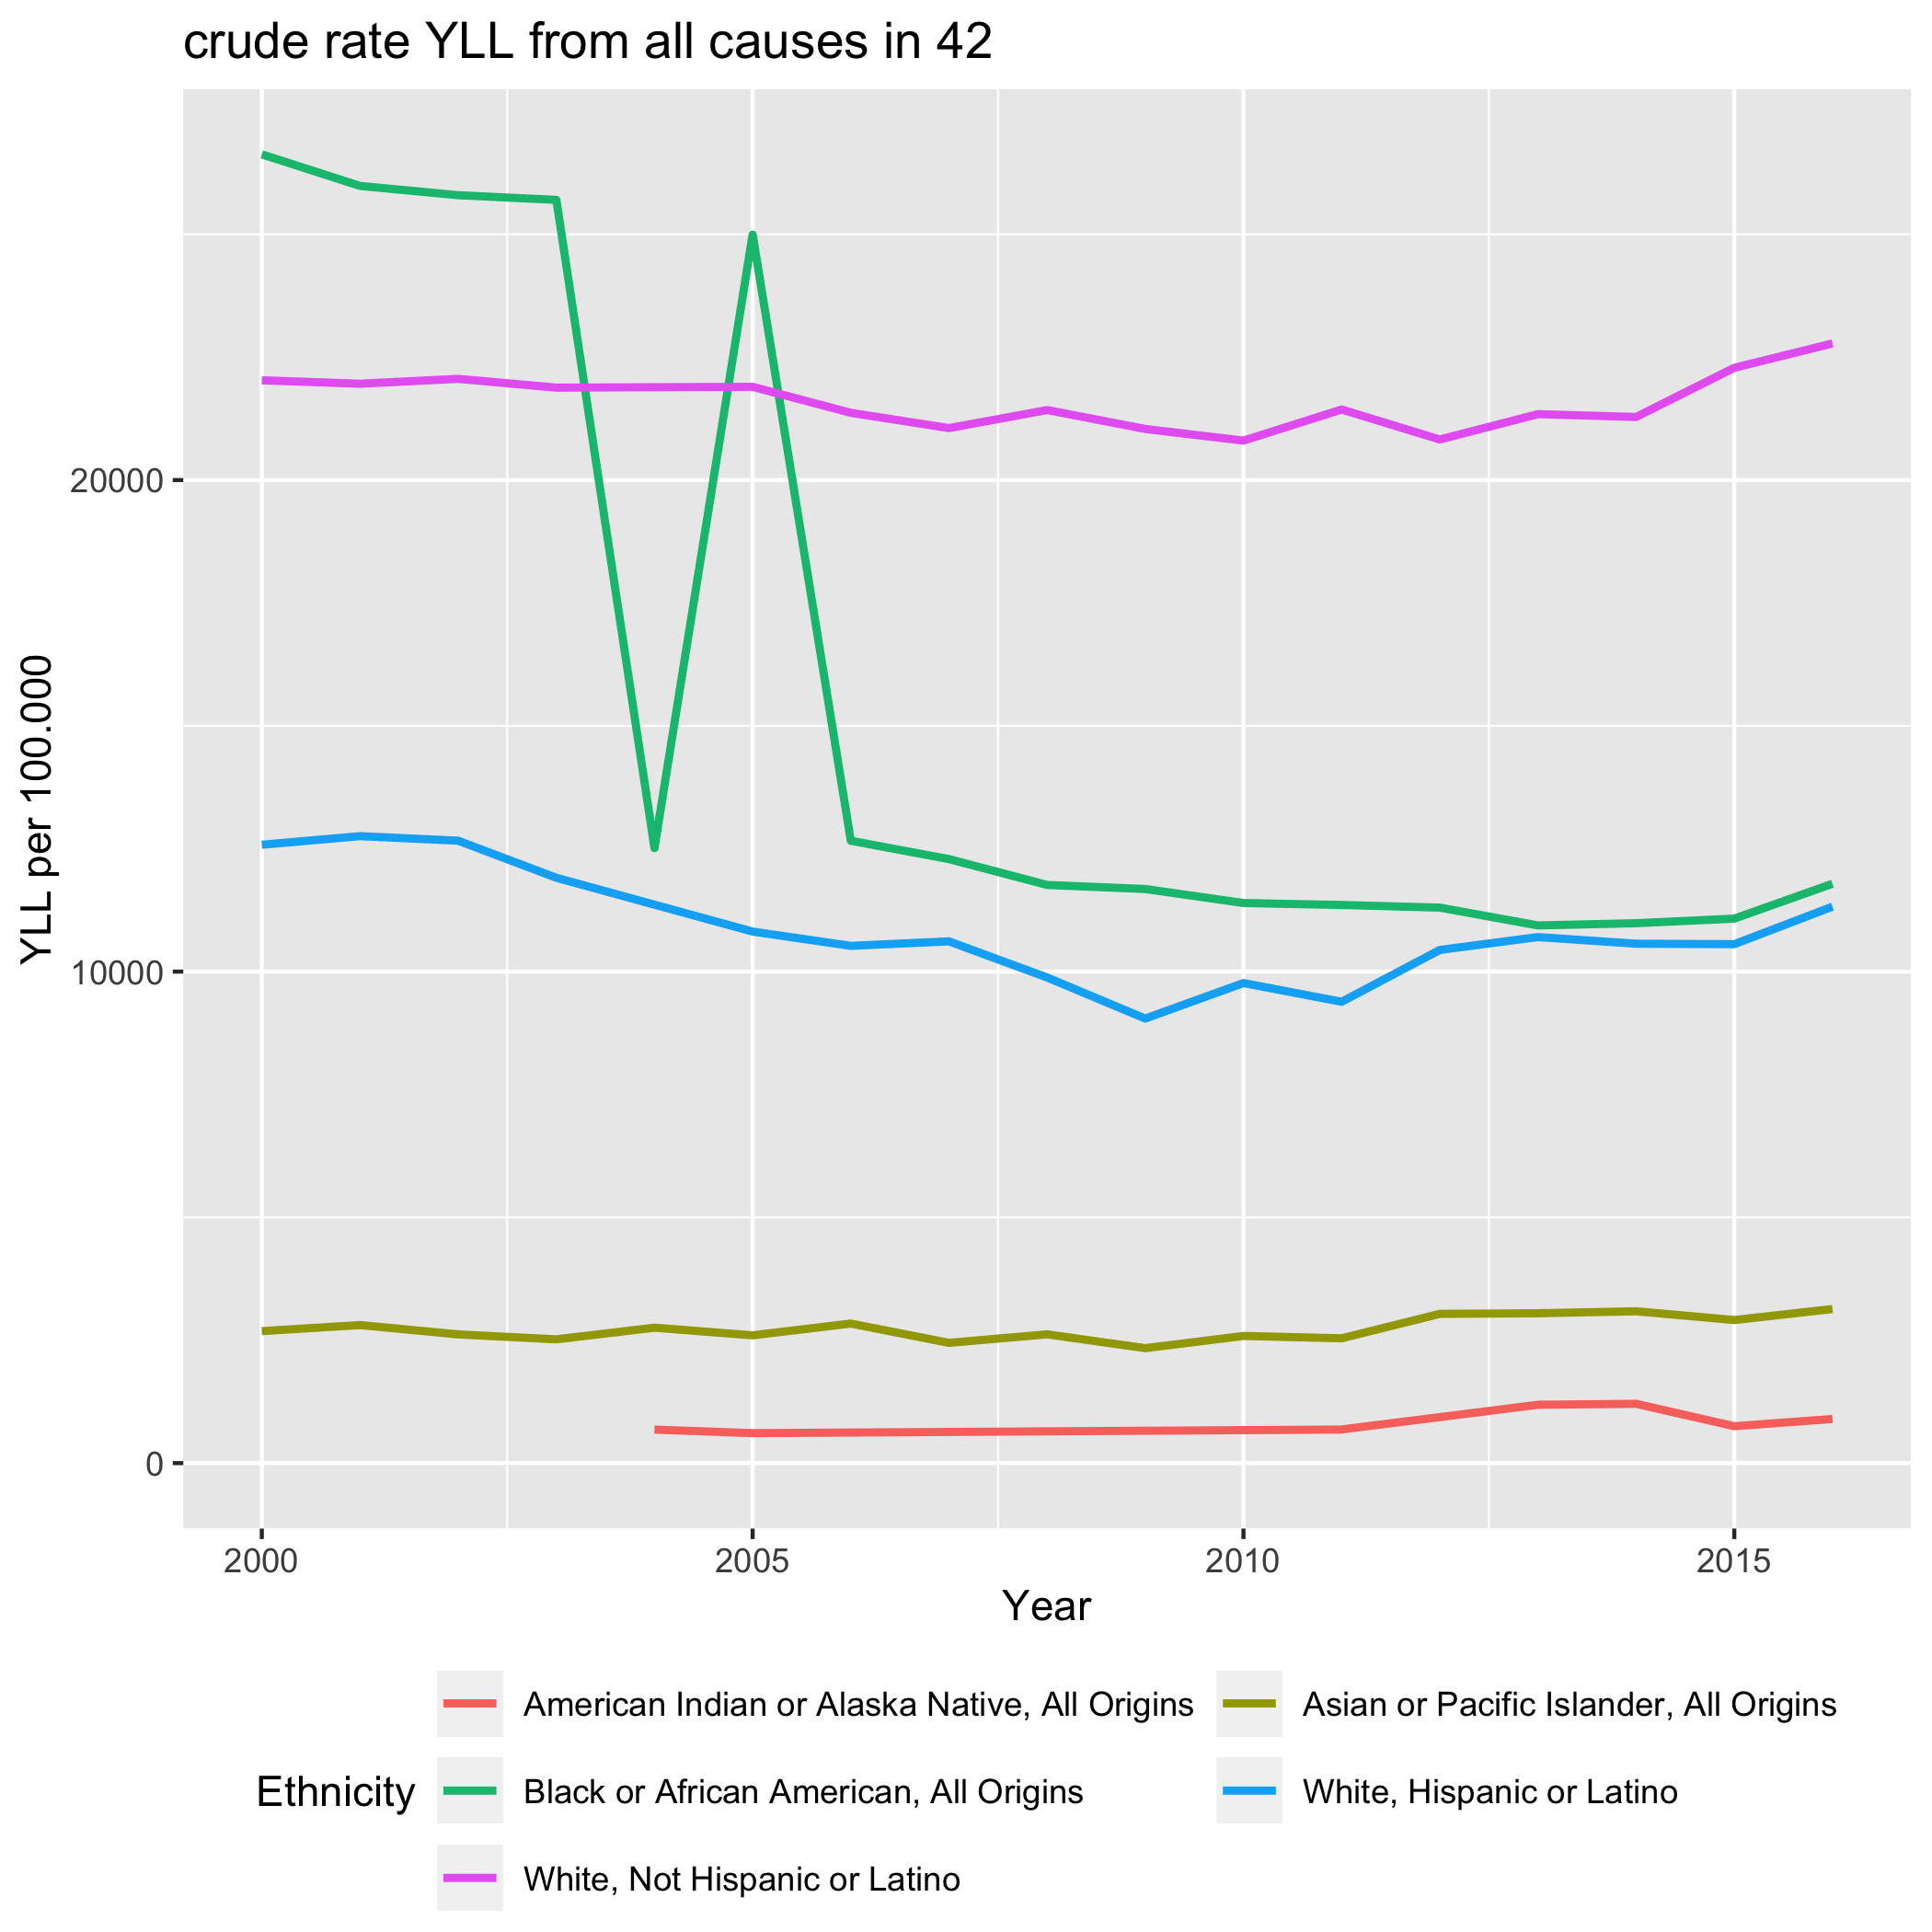 crude rate YLL from all causes in 42
YLL per 100.000
20000
10000
0
2000 2005 2010 2015
Year
Ethnicity
American Indian or Alaska Native, All Origins
Asian or Pacific Islander, All Origins
Black or African American, All Origins
White, Hispanic or Latino
White, Not Hispanic or Latino